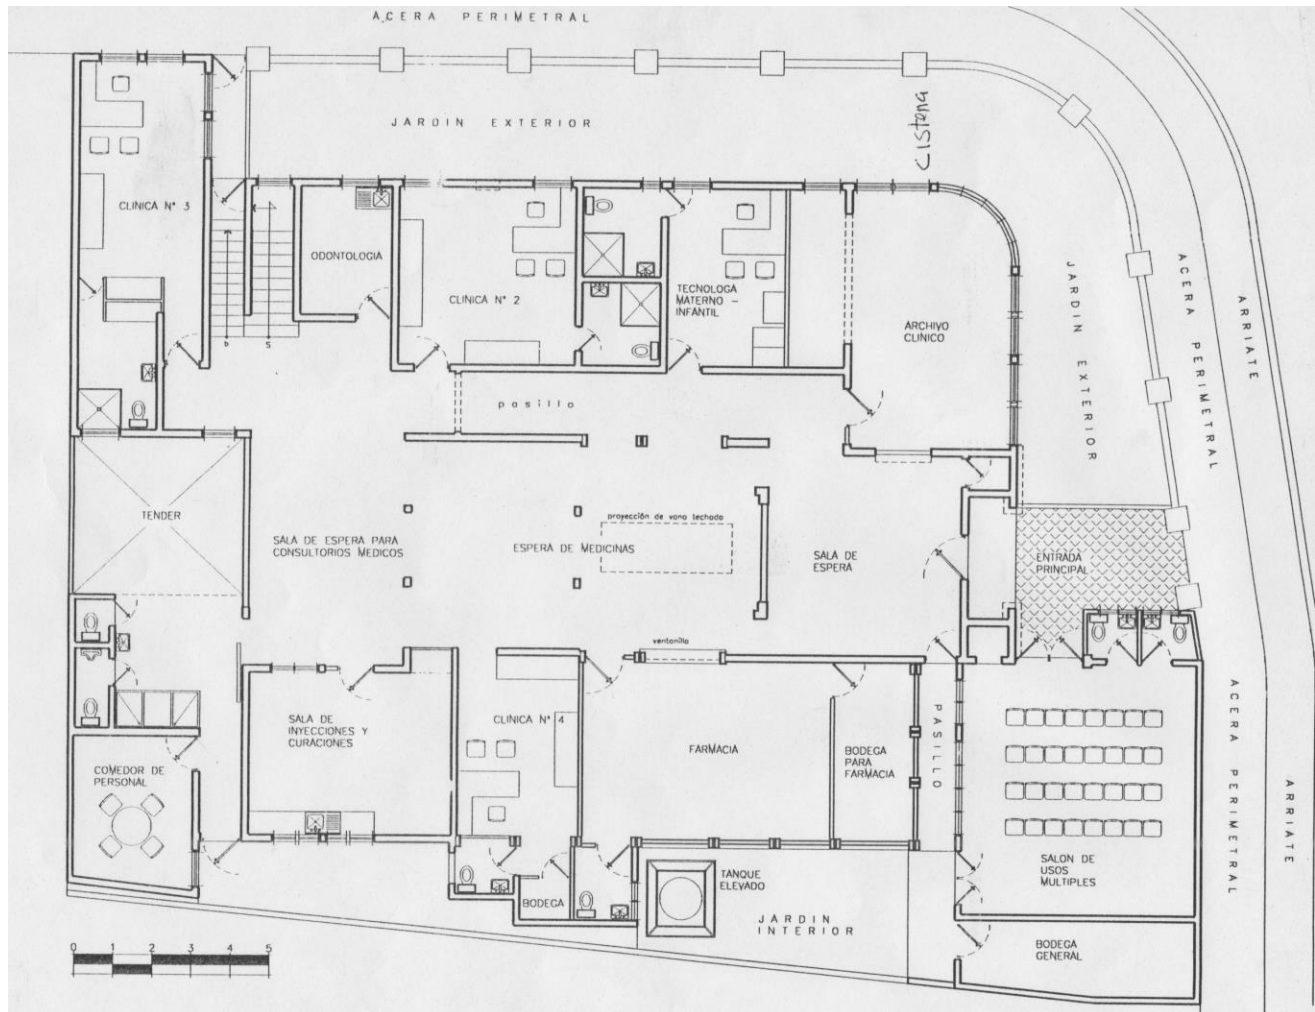 ACERA PERIMETRAL
JARDIN EXTERIOR
Cisterna
CLINICA N° 3
ODONTOLOGIA
CLINICA N° 2
TECNOLOGA
MATERNO –
INFANTIL
ARCHIVO
CLINICO
JARDIN EXTERIOR
ACERA PERIMETRAL
ARRIATE
pasillo
TENDER
SALA DE ESPERA PARA
CONSULTORIOS MEDICOS
proyección de vano techado
ESPERA DE MEDICINAS
SALA DE
ESPERA
ENTRADA
PRINCIPAL
ventanilla
b
S
SALA DE
INYECCIONES Y
CURACIONES
CLINICA N° 4
FARMACIA
BODEGA
PARA
FARMACIA
PASILLO
COMEDOR DE
PERSONAL
SALON DE
USOS
MULTIPLES
ACERA PERIMETRAL
ARRIATE
TANQUE
ELEVADO
BODEGA
JARDIN
INTERIOR
BODEGA
GENERAL
0 1 2 3 4 5